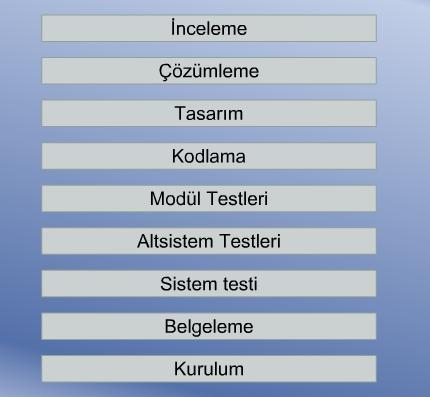 İnceleme
Çözümleme
Tasarım
Kodlama
Modül Testleri
Altsistem Testleri
Sistem testi
Belgeleme
Kurulum